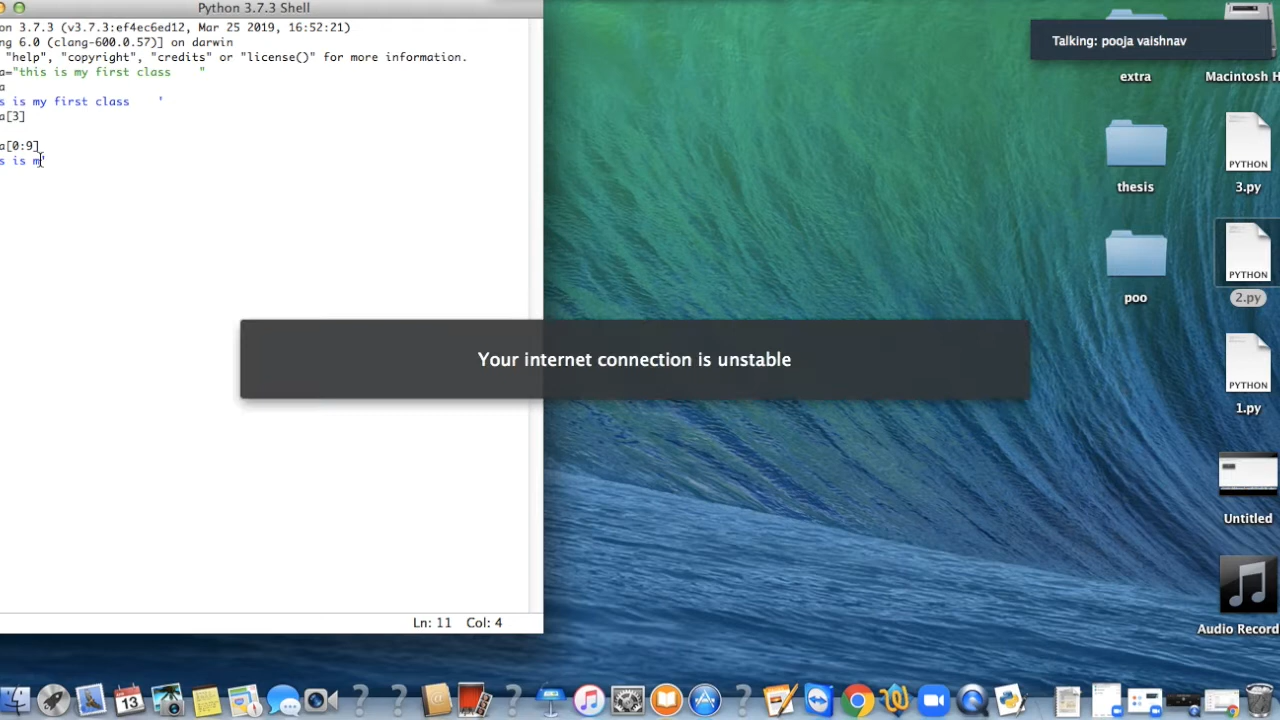 Python 3.7.3 Shell
on 3.7.3 (v3.7.3:ef4ec6ed12, Mar 25 2019, 16:52:21)
ng 6.0 (clang-600.0.57)] on darwin
"help", "copyright", "credits" or "license()" for more information.
a="this is my first class    "
a
s is my first class    '
a[3]
a[0:9]
s is m'
Ln: 11 Col: 4
Your internet connection is unstable
Talking: pooja vaishnav
extra
Macintosh H
thesis
PYTHON
3.py
poo
PYTHON
2.py
PYTHON
1.py
Untitled
Audio Record
13